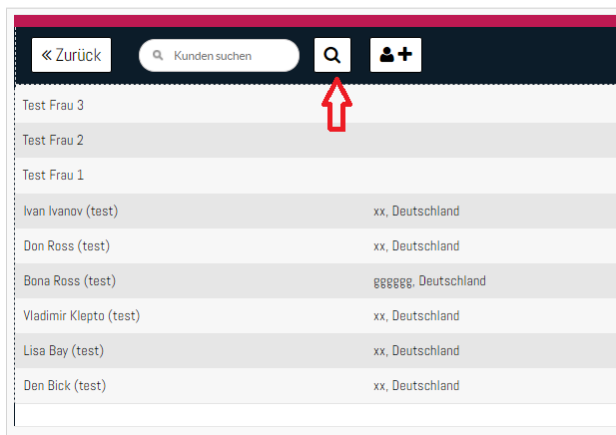 « Zurück Kunden suchen
Test Frau 3
Test Frau 2
Test Frau 1
Ivan Ivanov (test) xx, Deutschland
Don Ross (test) xx, Deutschland
Bona Ross (test) gggggg, Deutschland
Vladimir Klepto (test) xx, Deutschland
Lisa Bay (test) xx, Deutschland
Den Bick (test) xx, Deutschland